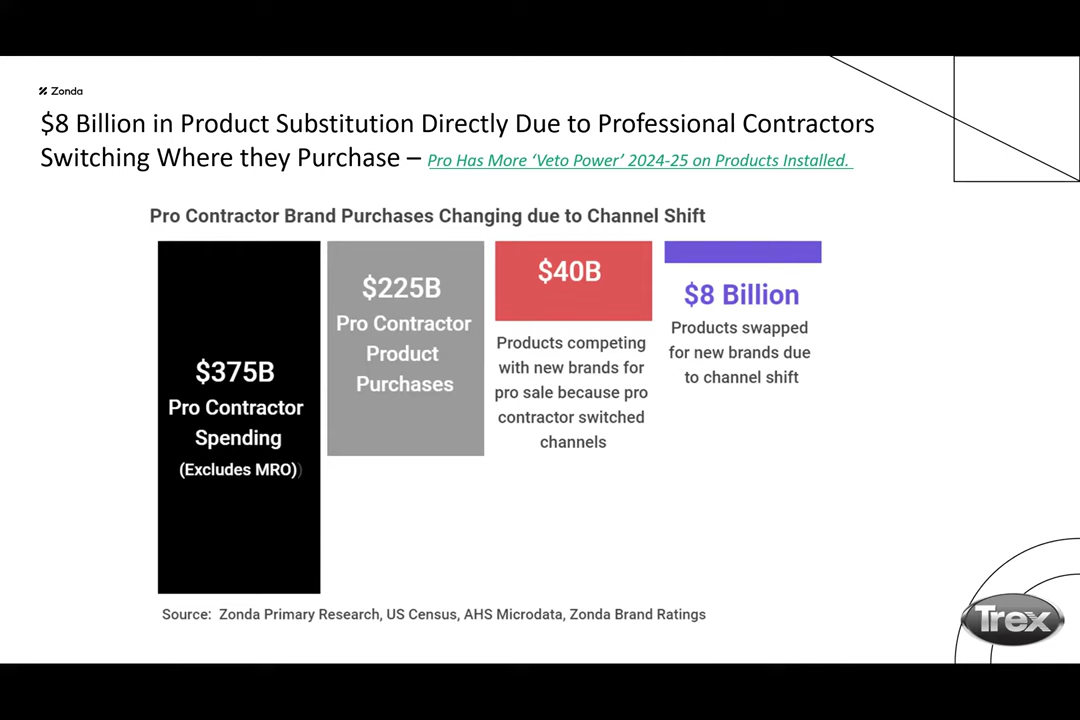 Zonda
$8 Billion in Product Substitution Directly Due to Professional Contractors
Switching Where they Purchase – Pro Has More ‘Veto Power’ 2024-25 on Products Installed.
Pro Contractor Brand Purchases Changing due to Channel Shift
$375B
Pro Contractor
Spending
(Excludes MRO))
$225B
Pro Contractor
Product
Purchases
$40B
Products competing
with new brands for
pro sale because pro
contractor switched
channels
$8 Billion
Products swapped
for new brands due
to channel shift
Source: Zonda Primary Research, US Census, AHS Microdata, Zonda Brand Ratings
Trex